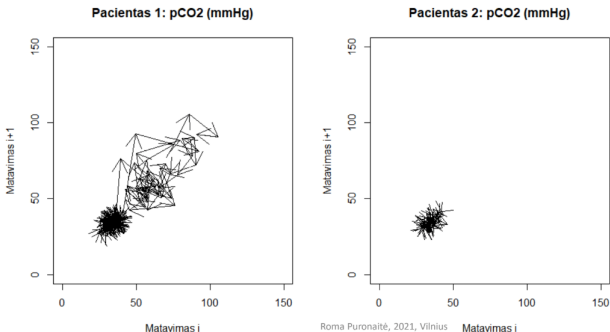 Pacientas 1: pCO2 (mmHg)
150
100
50
0
Matavimas i+1
0 50 100 150
Matavimas i
Pacientas 2: pCO2 (mmHg)
150
100
50
0
Matavimas i+1
0 50 100 150
Matavimas i
Roma Puronaitė, 2021, Vilnius